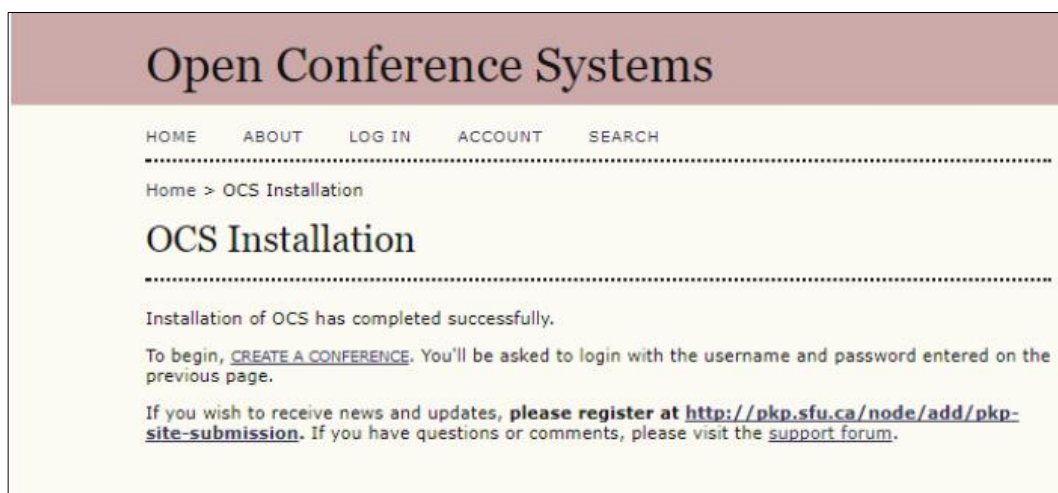 Open Conference Systems
HOME ABOUT LOG IN ACCOUNT SEARCH
Home > OCS Installation
OCS Installation
Installation of OCS has completed successfully.
To begin, CREATE A CONFERENCE. You'll be asked to login with the username and password entered on the
previous page.
If you wish to receive news and updates, please register at http://pkp.sfu.ca/node/add/pkp-
site-submission. If you have questions or comments, please visit the support forum.